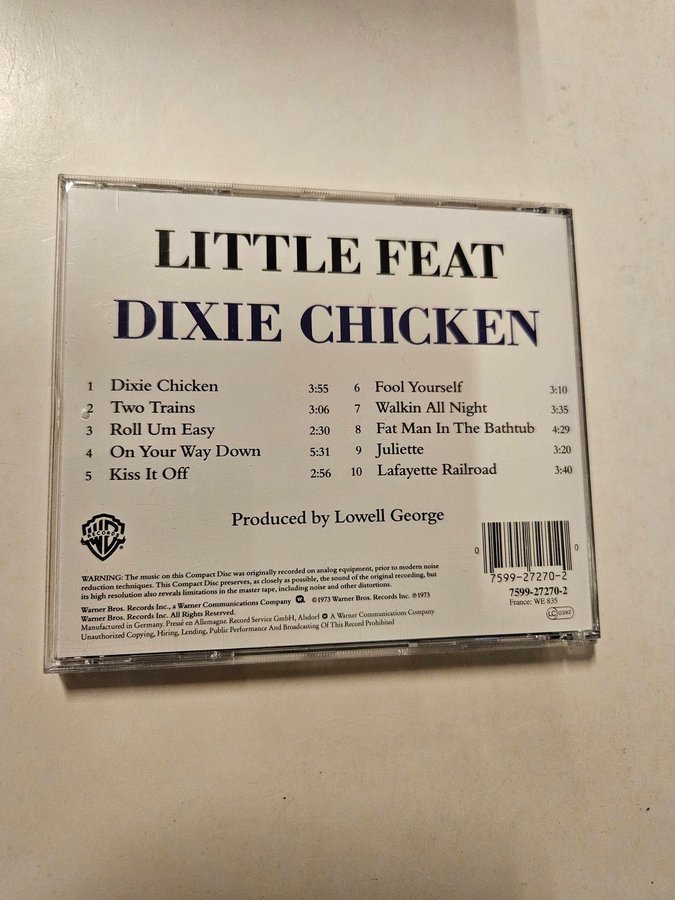 LITTLE FEAT
DIXIE CHICKEN
1 Dixie Chicken 3:55
2 Two Trains 3:06
3 Roll Um Easy 2:30
4 On Your Way Down 5:31
5 Kiss It Off 2:56
6 Fool Yourself 3:10
7 Walkin All Night 3:35
8 Fat Man In The Bathtub 4:29
9 Juliette 3:20
10 Lafayette Railroad 3:40
Produced by Lowell George
WB
RECORDS
WARNING: The music on this Compact Disc was originally recorded on analog equipment, prior to modern noise
reduction techniques. This Compact Disc preserves, as closely as possible, the sound of the original recording, but
its high resolution also reveals limitations in the master tape, including noise and other distortions.
Warner Bros. Records Inc., a Warner Communications Company ©1973 Warner Bros. Records Inc. ℗1973
Warner Bros. Records Inc. All Rights Reserved.
Manufactured in Germany. Pressé en Allemagne. Record Service GmbH, Alsdorf A Warner Communications Company
Unauthorized Copying, Hiring, Lending, Public Performance And Broadcasting Of This Record Prohibited
0 7599-27270-2 0
7599-27270-2
France: WE 835
LC 0392